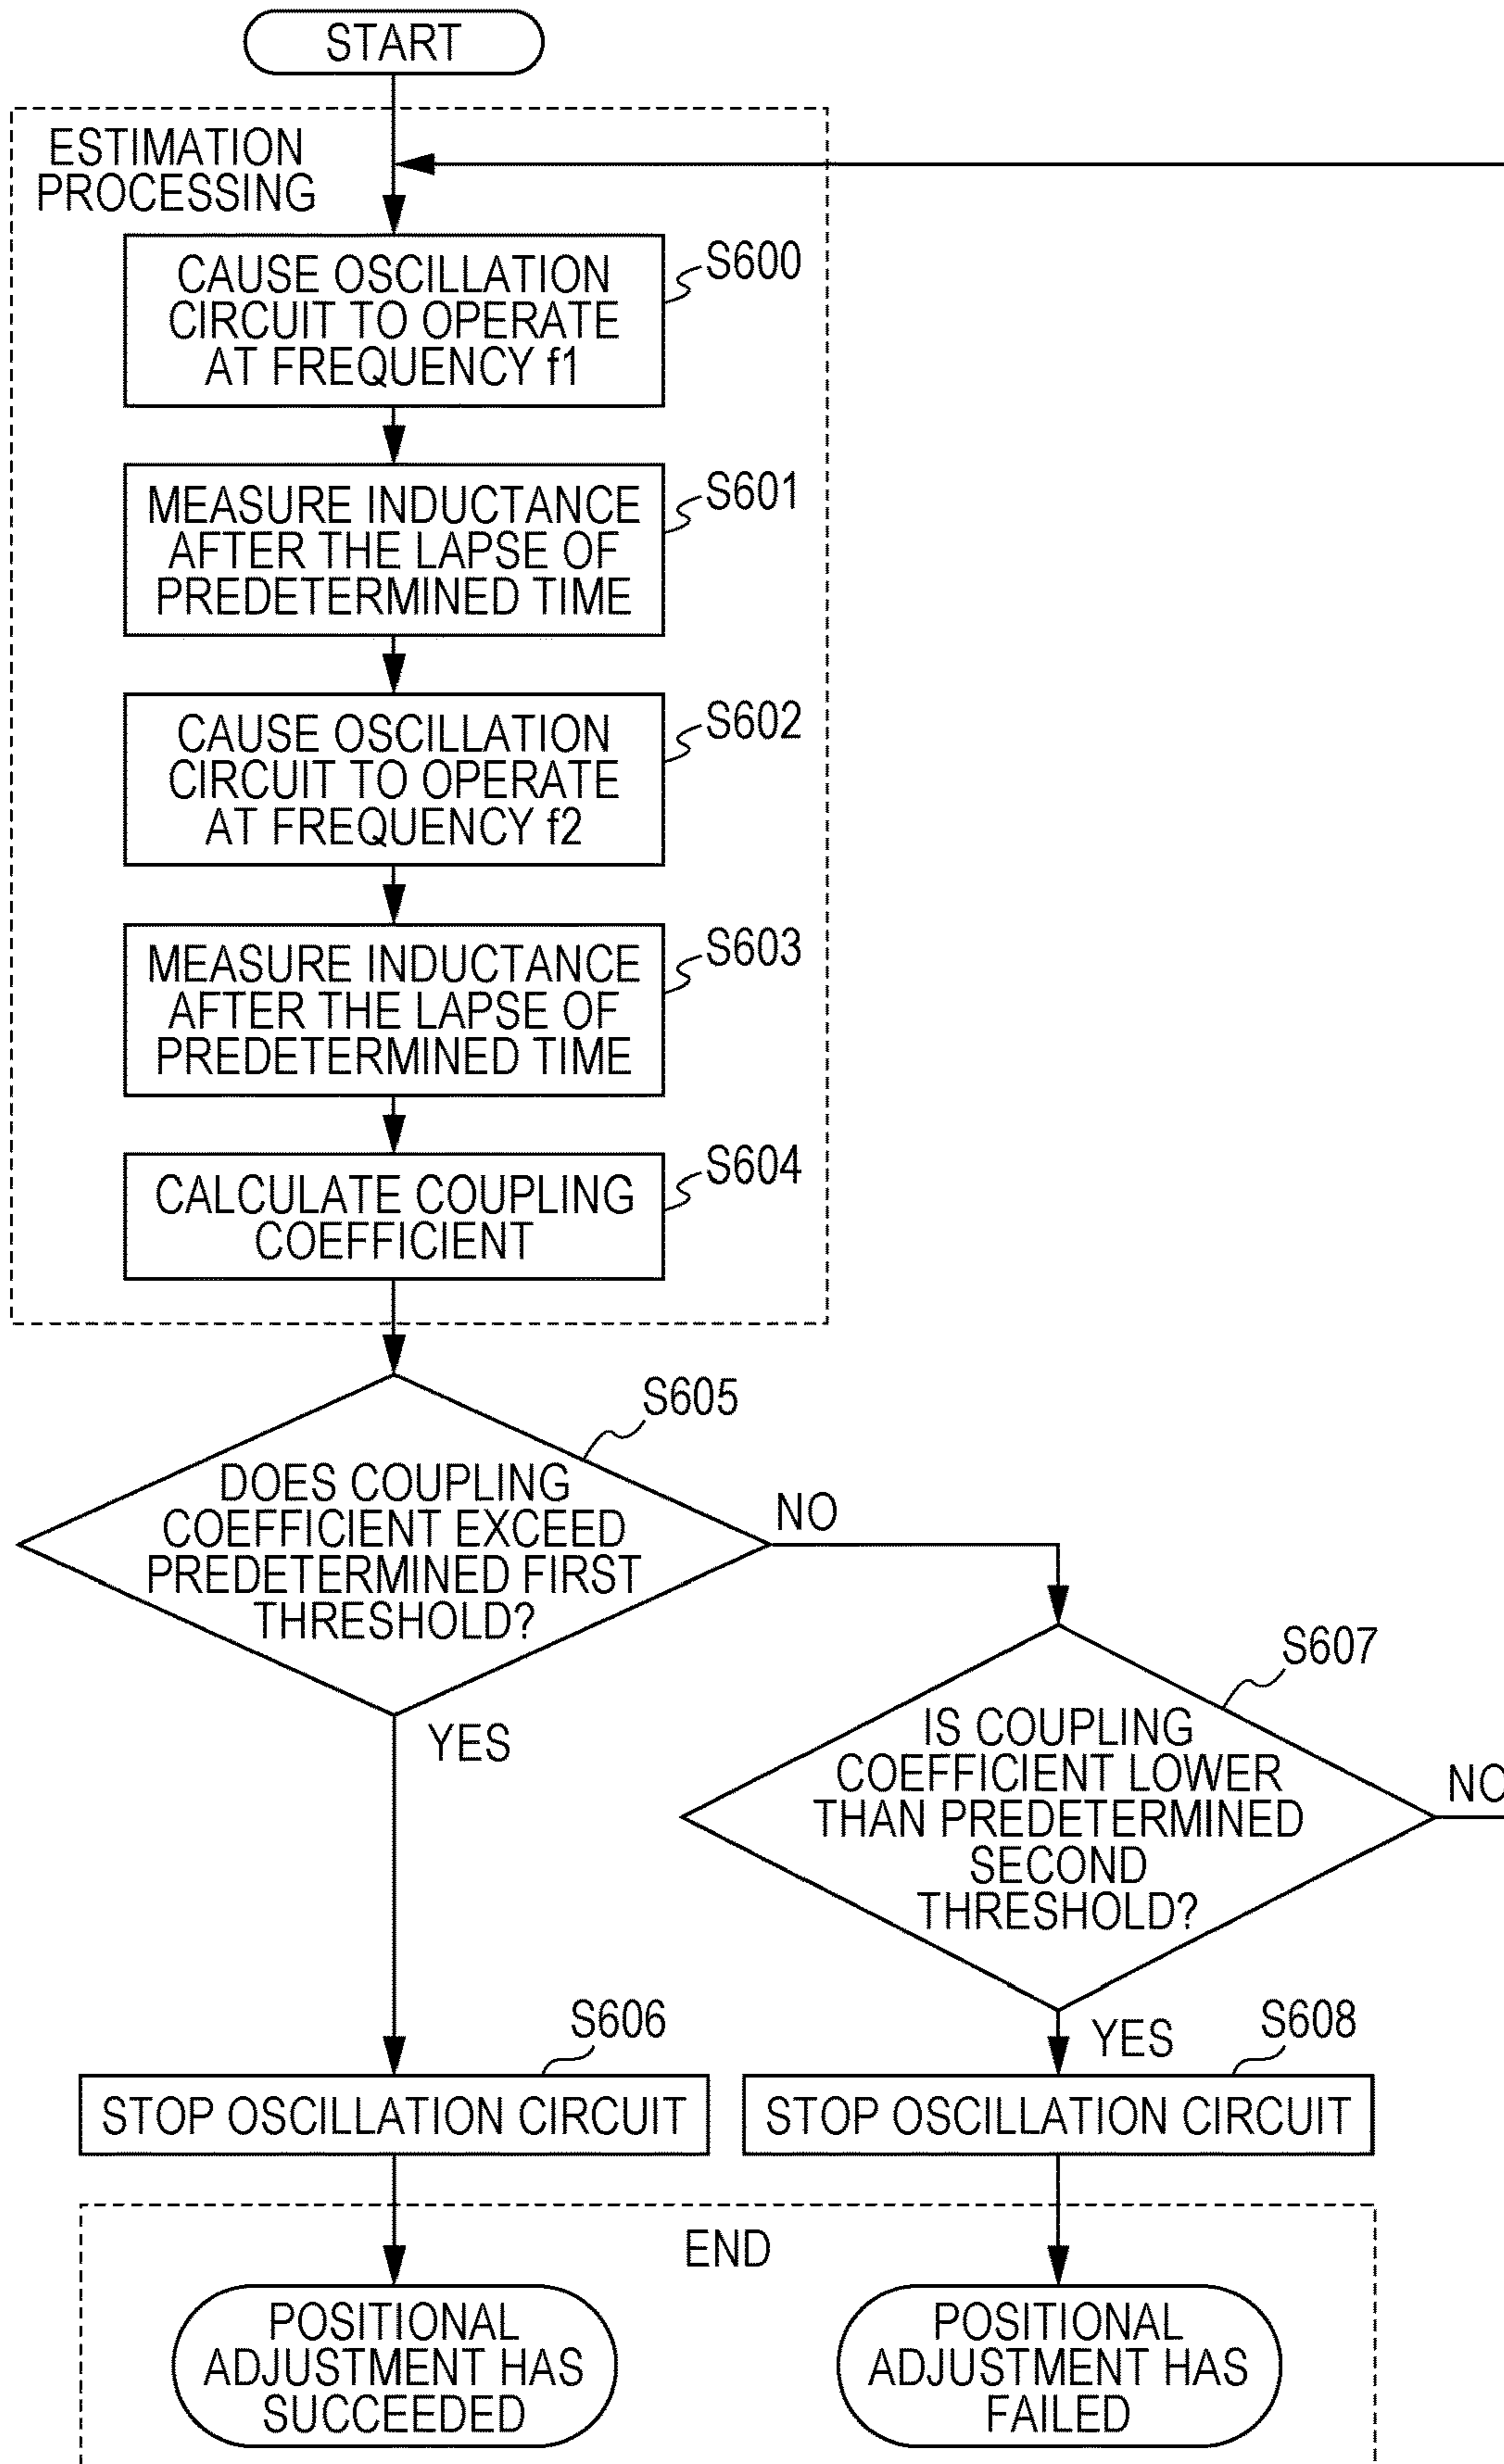 START
ESTIMATION
PROCESSING
CAUSE OSCILLATION
CIRCUIT TO OPERATE
AT FREQUENCY f1
S600
MEASURE INDUCTANCE
AFTER THE LAPSE OF
PREDETERMINED TIME
S601
CAUSE OSCILLATION
CIRCUIT TO OPERATE
AT FREQUENCY f2
S602
MEASURE INDUCTANCE
AFTER THE LAPSE OF
PREDETERMINED TIME
S603
CALCULATE COUPLING
COEFFICIENT
S604
DOES COUPLING
COEFFICIENT EXCEED
PREDETERMINED FIRST
THRESHOLD?
S605
NO
YES
IS COUPLING
COEFFICIENT LOWER
THAN PREDETERMINED
SECOND
THRESHOLD?
S607
NO
YES
S606
STOP OSCILLATION CIRCUIT
S608
STOP OSCILLATION CIRCUIT
END
POSITIONAL
ADJUSTMENT HAS
SUCCEEDED
POSITIONAL
ADJUSTMENT HAS
FAILED